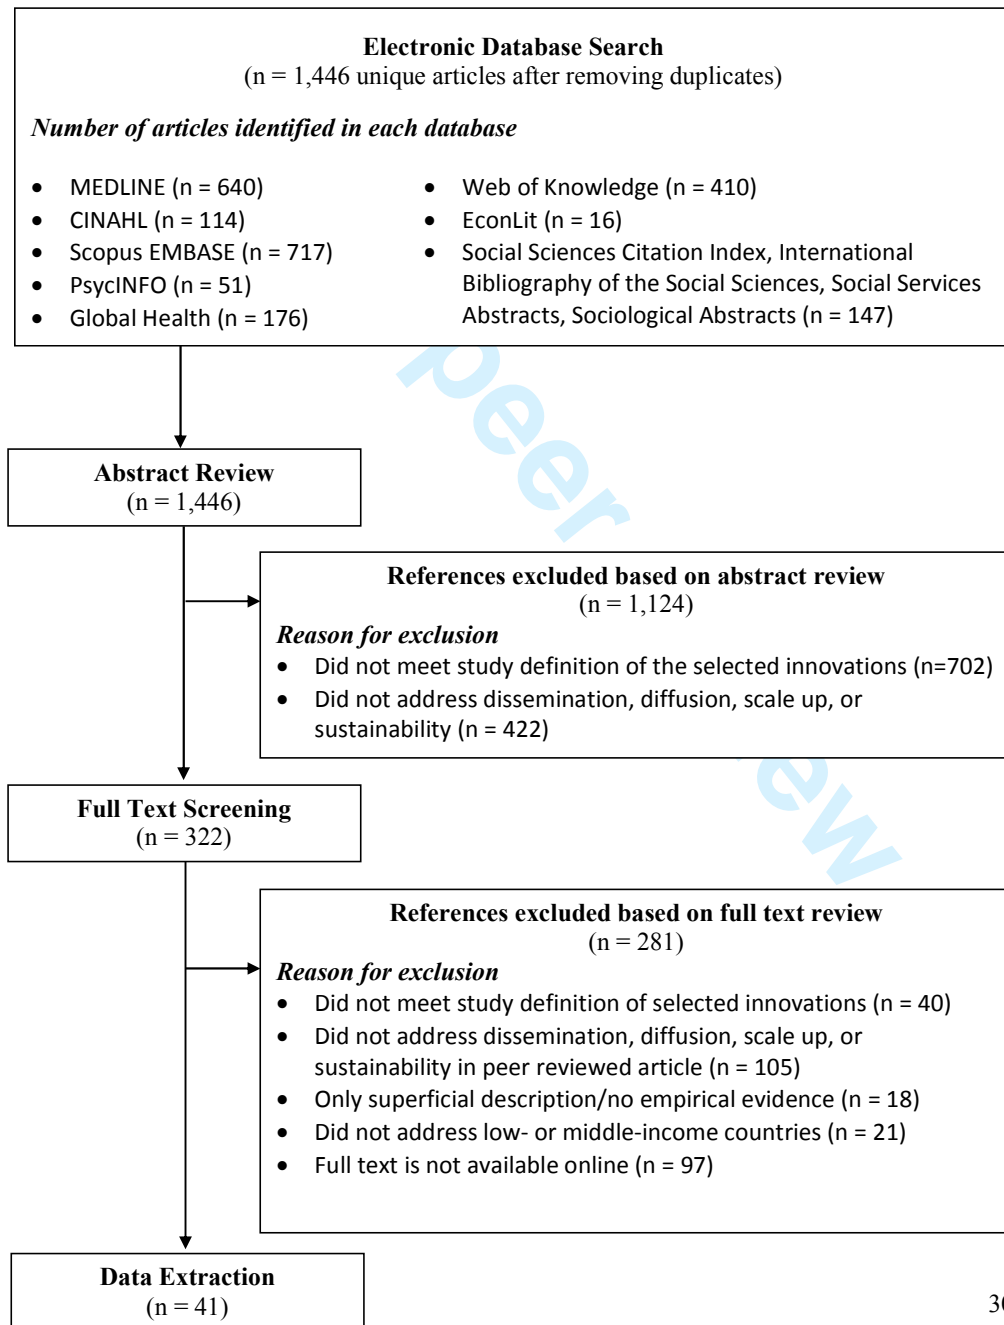 Electronic Database Search
(n = 1,446 unique articles after removing duplicates)
Number of articles identified in each database
• MEDLINE (n = 640)
• CINAHL (n = 114)
• Scopus EMBASE (n = 717)
• PsycINFO (n = 51)
• Global Health (n = 176)
• Web of Knowledge (n = 410)
• EconLit (n = 16)
• Social Sciences Citation Index, International
Bibliography of the Social Sciences, Social Services
Abstracts, Sociological Abstracts (n = 147)
peer
Abstract Review
(n = 1,446)
References excluded based on abstract review
(n = 1,124)
Reason for exclusion
• Did not meet study definition of the selected innovations (n=702)
• Did not address dissemination, diffusion, scale up, or
sustainability (n = 422)
ew
Full Text Screening
(n = 322)
References excluded based on full text review
(n = 281)
Reason for exclusion
• Did not meet study definition of selected innovations (n = 40)
• Did not address dissemination, diffusion, scale up, or
sustainability in peer reviewed article (n = 105)
• Only superficial description/no empirical evidence (n = 18)
• Did not address low- or middle-income countries (n = 21)
• Full text is not available online (n = 97)
Data Extraction
(n = 41)